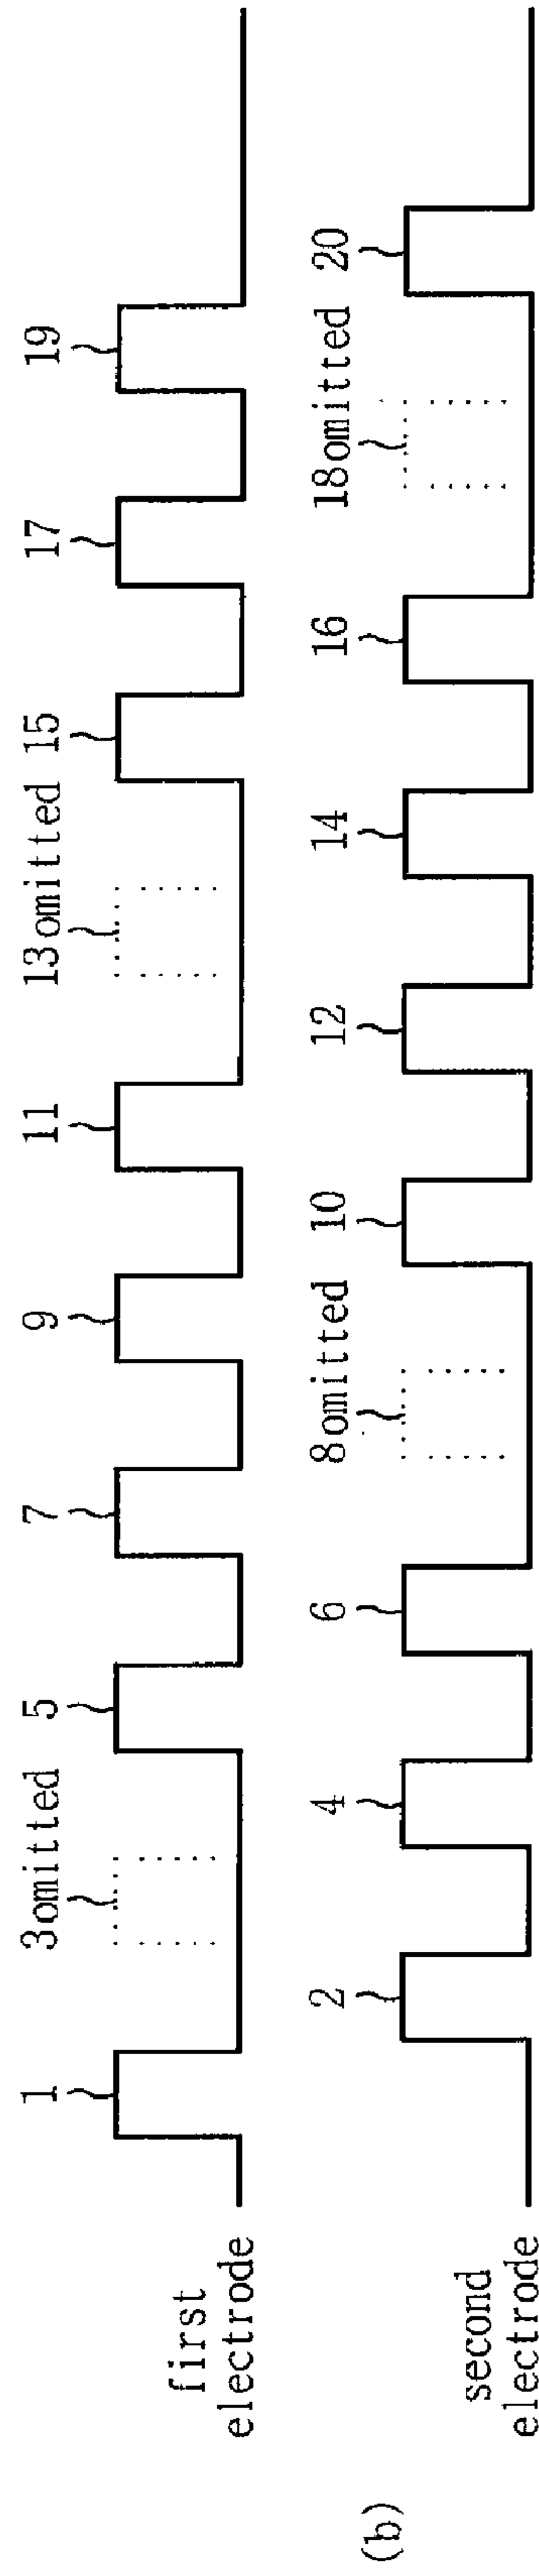 1 3omitted 5 7 9 11 13omitted 15 17 19
first
electrode
2 4 6 8omitted 10 12 14 16 18omitted 20
second
electrode
(b)